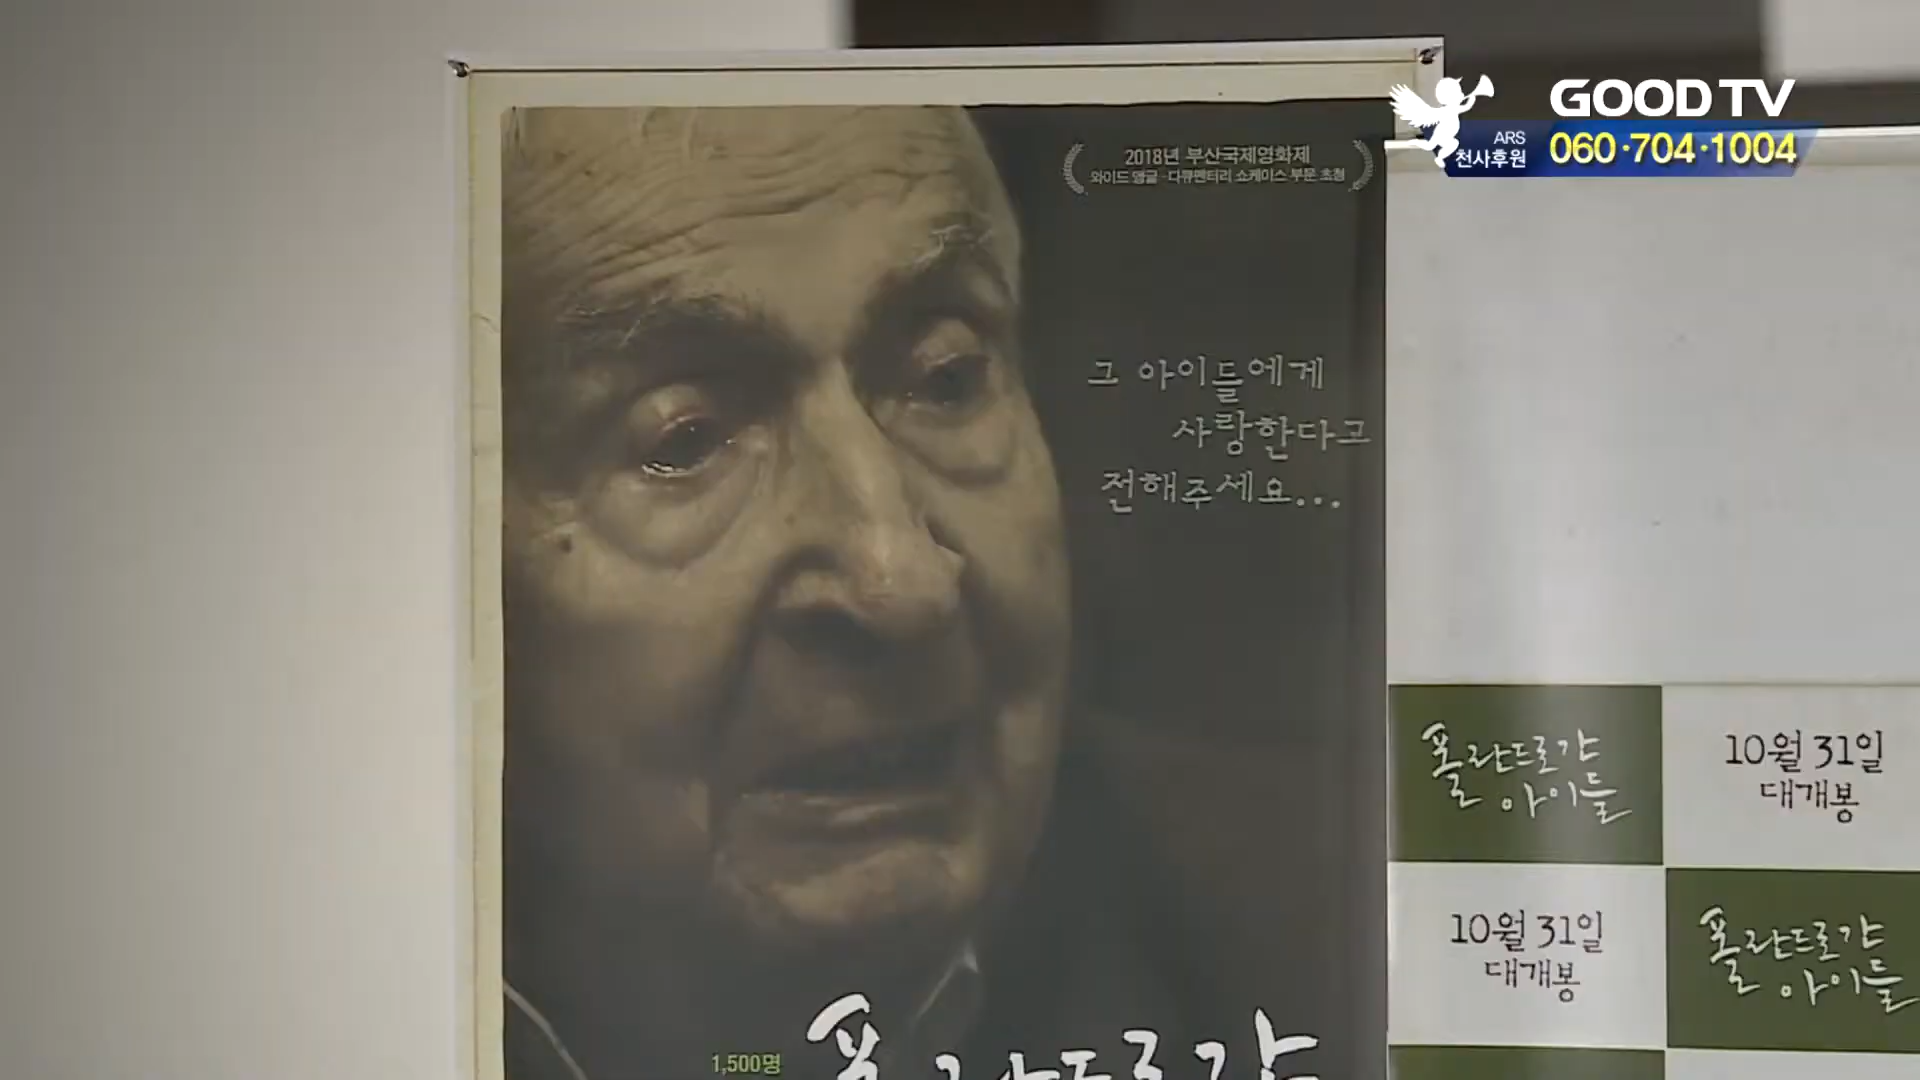 GOOD TV
ARS
천사후원
060·704·1004
2018년 부산국제영화제
와이드 앵글 - 다큐멘터리 쇼케이스 부문 초청
그 아이들에게
사랑한다고
전해주세요...
폴란드로 간
아이들
10월 31일
대개봉
10월 31일
대개봉
폴란드로 간
아이들
1,500명
폴란드로 간